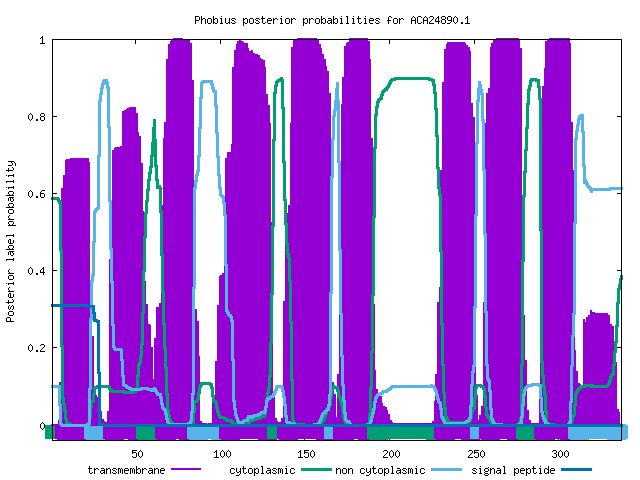 Phobius posterior probabilities for ACA24890.1
Posterior label probability
1
0.8
0.6
0.4
0.2
0
50 100 150 200 250 300
transmembrane cytoplasmic non cytoplasmic signal peptide